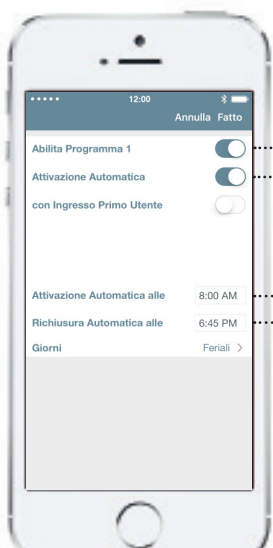 12:00
Annulla Fatto
Abilita Programma 1
Attivazione Automatica
con Ingresso Primo Utente
Attivazione Automatica alle 8:00 AM
Richiusura Automatica alle 6:45 PM
Giorni Feriali >